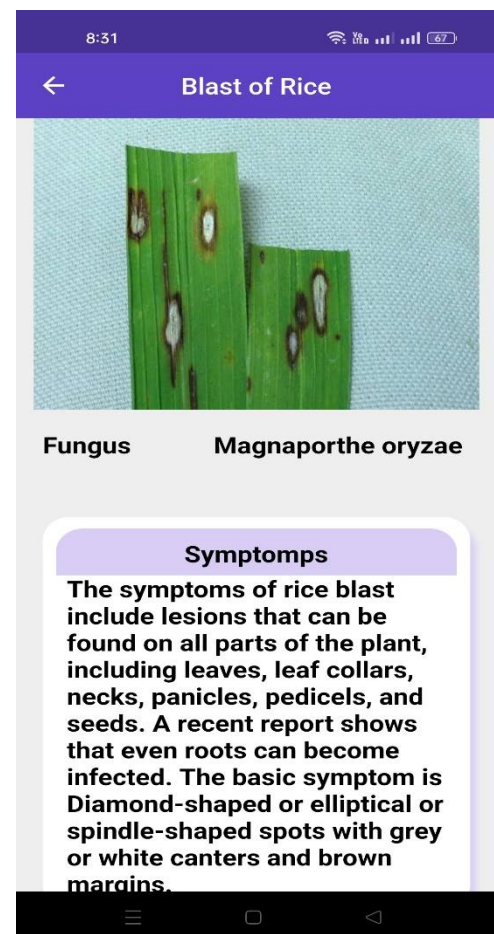 8:31
67
Blast of Rice
Fungus Magnaporthe oryzae
Symptomps
The symptoms of rice blast
include lesions that can be
found on all parts of the plant,
including leaves, leaf collars,
necks, panicles, pedicels, and
seeds. A recent report shows
that even roots can become
infected. The basic symptom is
Diamond-shaped or elliptical or
spindle-shaped spots with grey
or white canters and brown
margins.